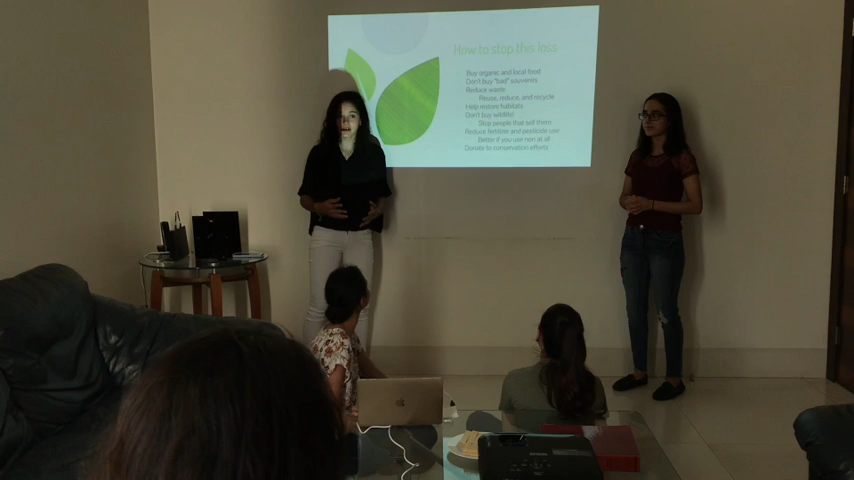 How to stop this loss
Buy organic and local food
Don't buy "bad" souvenirs
Reduce waste
Reuse, reduce, and recycle
Help restore habitats
Don't buy wildlife!
Stop people that sell them
Reduce fertilizer and pesticide use
Better if you use non at all
Donate to conservation efforts